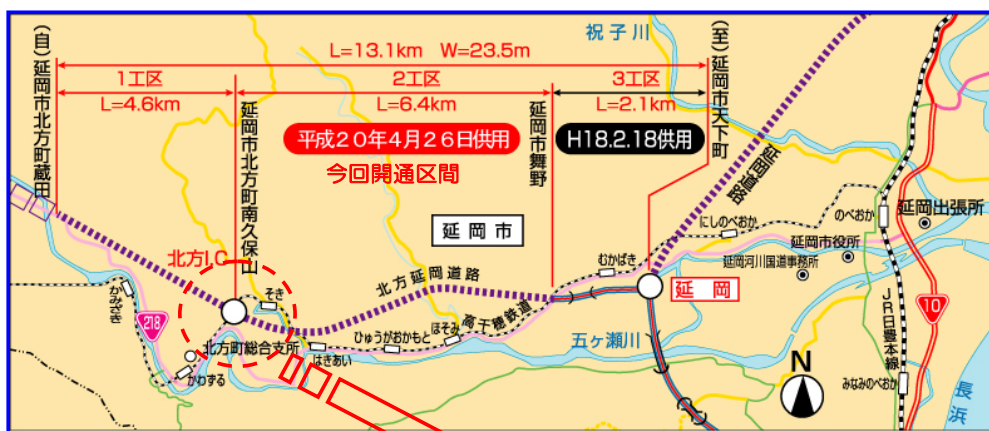 (自)延岡市北方町蔵田
L=13.1km W=23.5m
(至)延岡市天下町
祝子川
1工区
L=4.6km
2工区
L=6.4km
3工区
L=2.1km
延岡市北方町南久保山
平成20年4月26日供用
今回開通区間
延岡市舞野
H18.2.18供用
延岡道路
延岡市
にしのべおか
のべおか
延岡出張所
延岡市役所
延岡河川国道事務所
北方I.C
北方延岡道路
むかばき
延岡
かみざき
218
そき
高千穂鉄道
ほそみ
ひゅうがおかもと
はきあい
北方町総合支所
かわずる
五ヶ瀬川
JR日豊本線
10
N
みなみのべおか
長浜